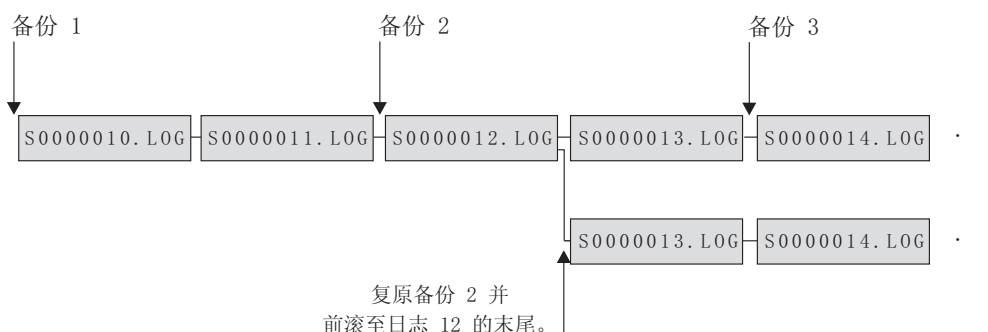 备份 1 备份 2 备份 3
S0000010.LOG S0000011.LOG S0000012.LOG S0000013.LOG S0000014.LOG .
S0000013.LOG S0000014.LOG .
复原备份 2 并
前滚至日志 12 的末尾。